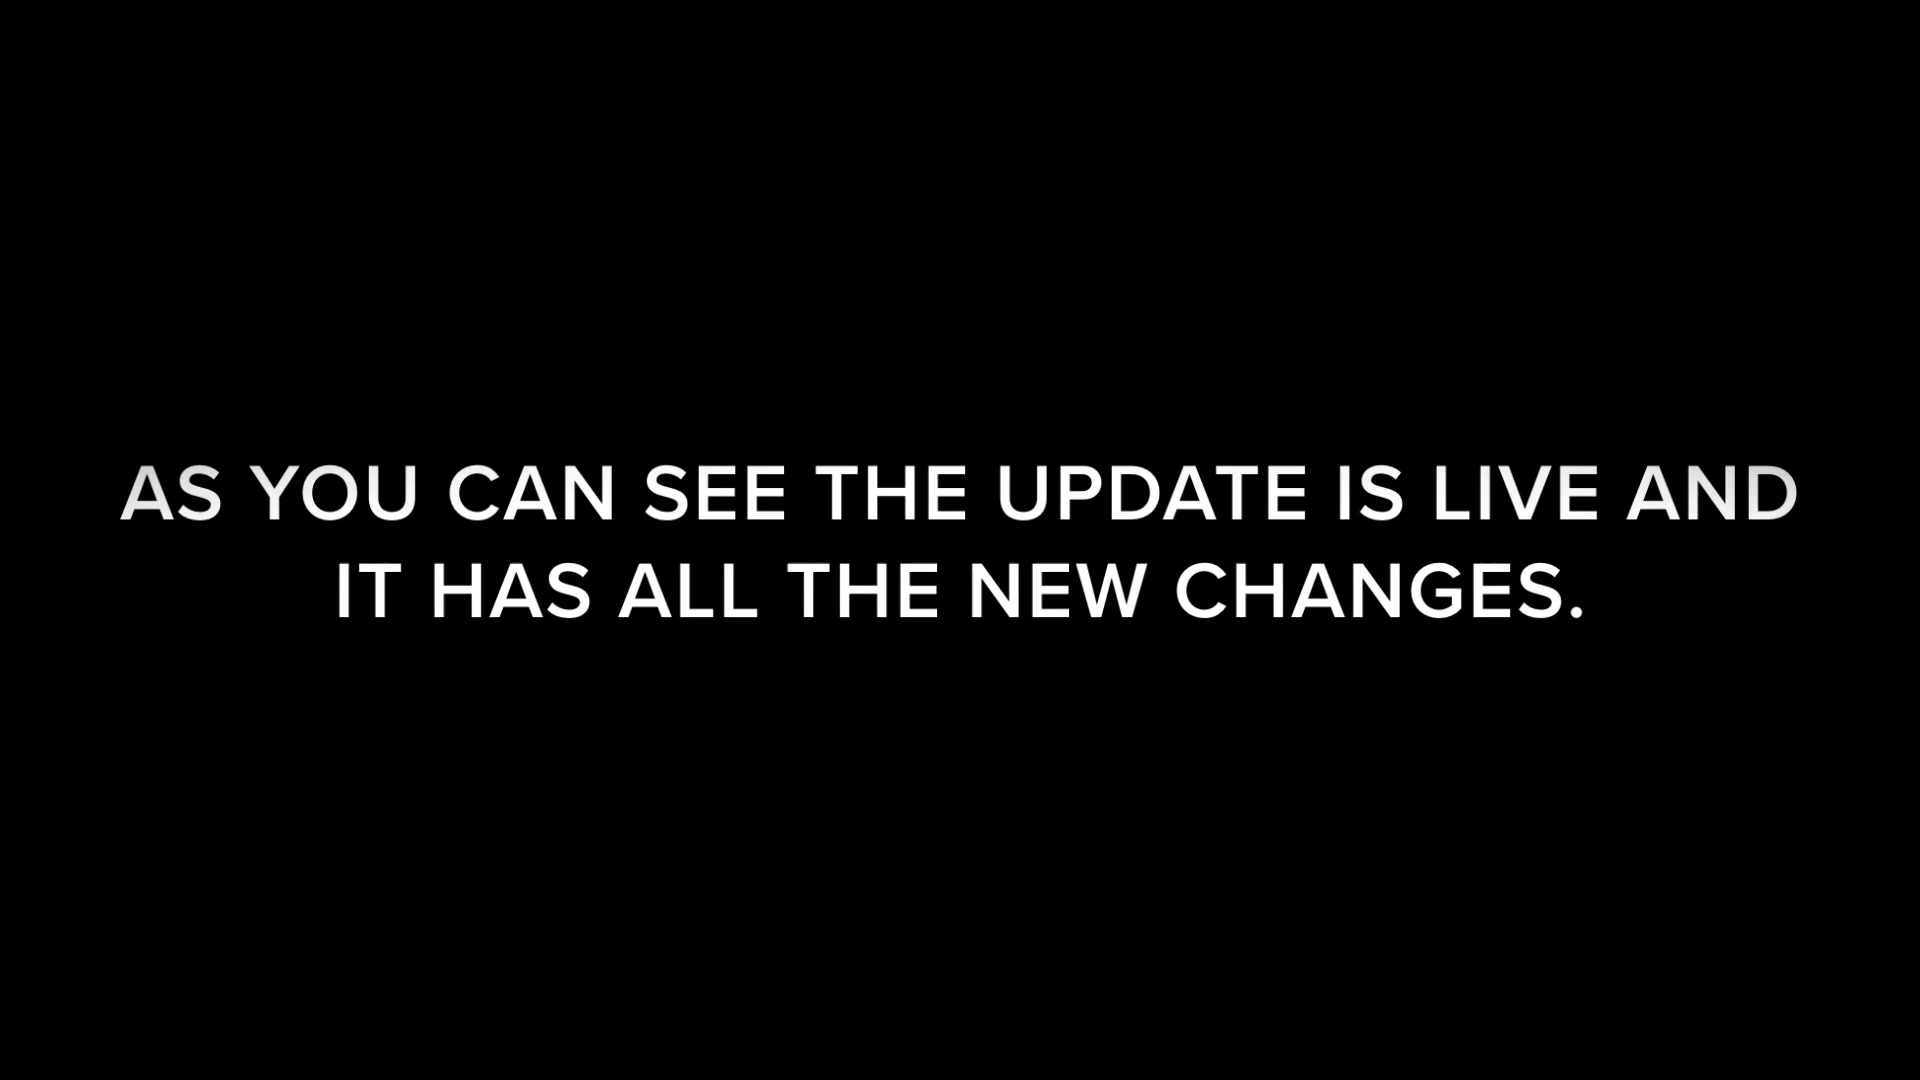 AS YOU CAN SEE THE UPDATE IS LIVE AND
IT HAS ALL THE NEW CHANGES.